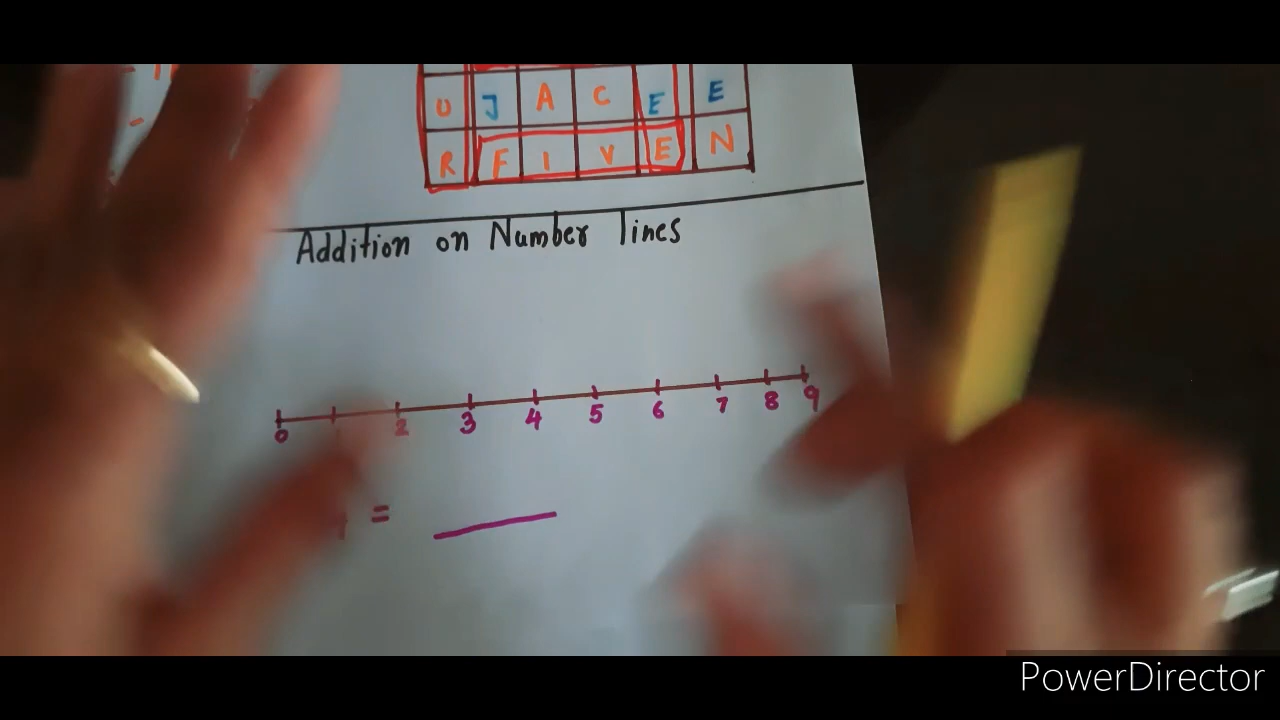 U J A C E E
R F I V E N
Addition on Number lines
0 2 3 4 5 6 7 8 9
=
PowerDirector